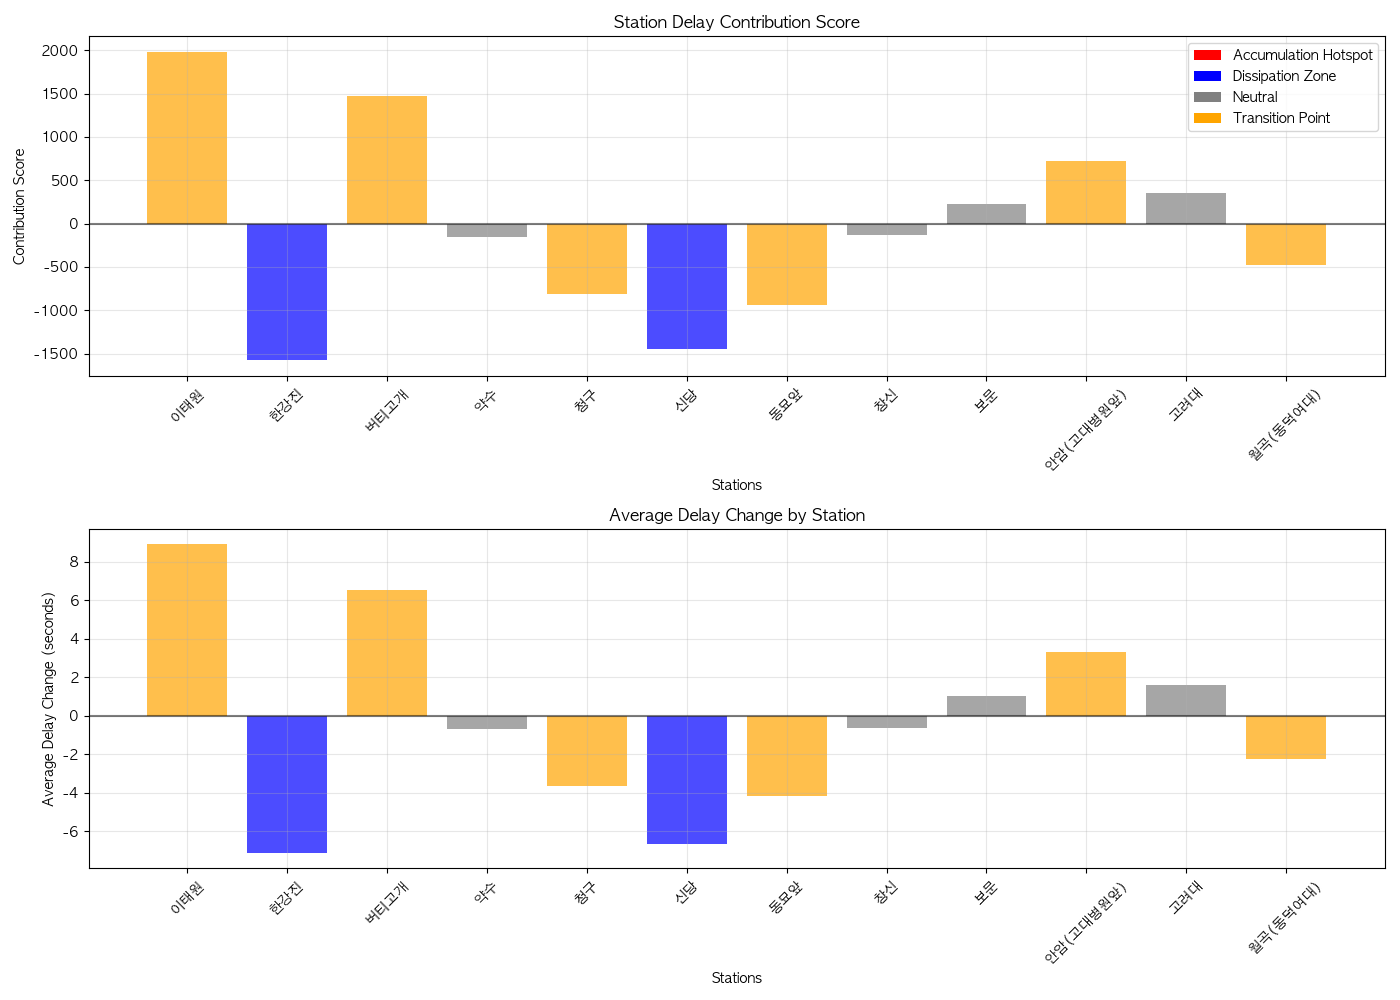 Station Delay Contribution Score
Contribution Score
2000
1500
1000
500
0
-500
-1000
-1500
Accumulation Hotspot
Dissipation Zone
Neutral
Transition Point
이태원
한강진
버티고개
약수
청구
신당
동묘앞
창신
보문
안암(고대병원앞)
고려대
월곡(동덕여대)
Stations
Average Delay Change by Station
Average Delay Change (seconds)
8
6
4
2
0
-2
-4
-6
이태원
한강진
버티고개
약수
청구
신당
동묘앞
창신
보문
안암(고대병원앞)
고려대
월곡(동덕여대)
Stations